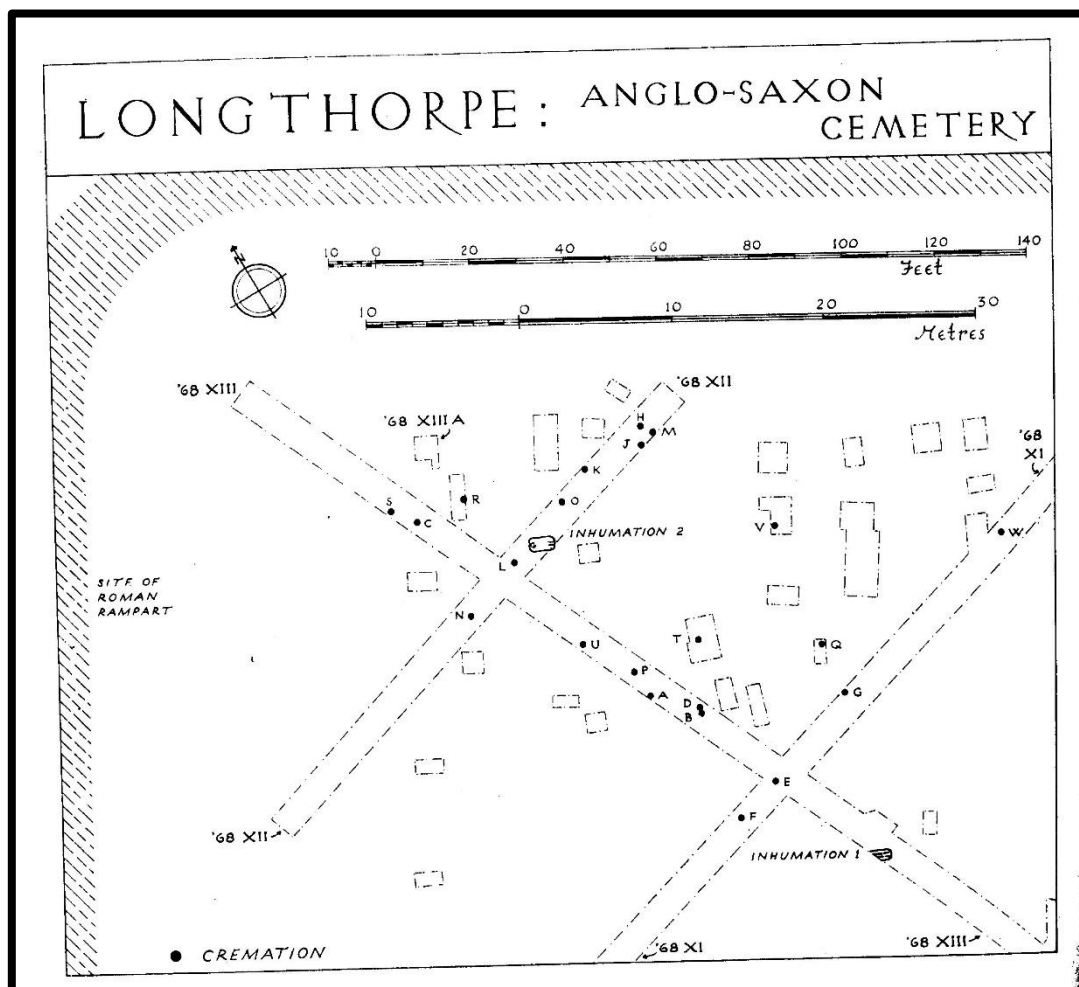 LONGTHORPE: ANGLO-SAXON
CEMETERY
N
10 0 20 40 60 80 100 120 140
Feet
10 0 10 20 30
Metres
'68 XIII
'68 XII
'68 XIII A
'68
XI
H
M
J
K
S
C
R
O
V
W
INHUMATION 2
L
SITE OF
ROMAN
RAMPART
N
U
T
Q
P
A
G
D
B
E
F
'68 XII
INHUMATION 1
'68 XI
'68 XIII
CREMATION